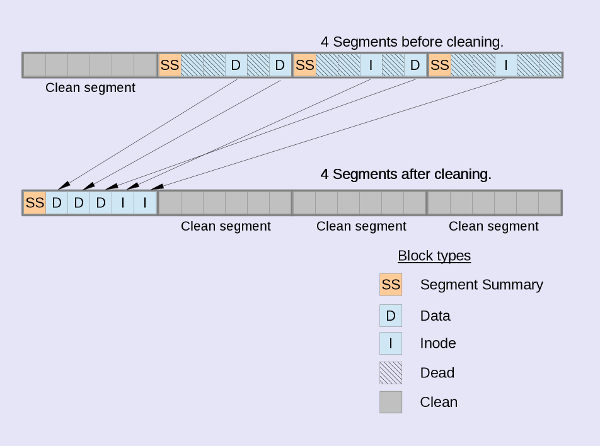 4 Segments before cleaning.
SS D D SS I D SS I
Clean segment
4 Segments after cleaning.
SS D D D I I
Clean segment Clean segment Clean segment
Block types
SS Segment Summary
D Data
I Inode
Dead
Clean